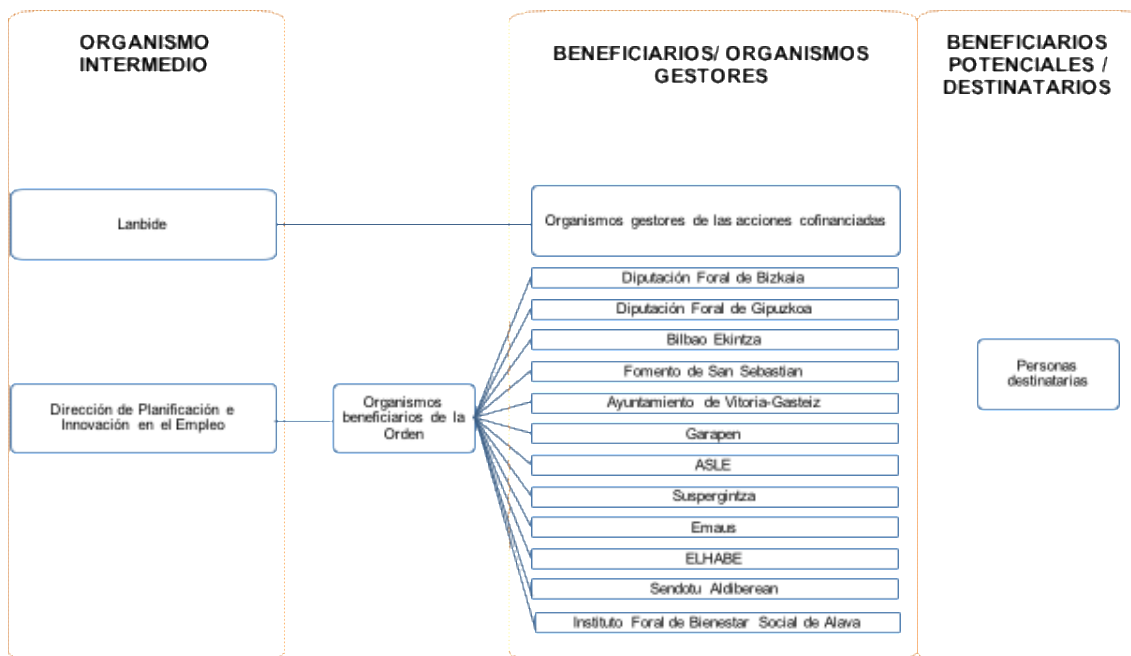 ORGANISMO
INTERMEDIO
BENEFICIARIOS/ ORGANISMOS
GESTORES
BENEFICIARIOS
POTENCIALES /
DESTINATARIOS
Lanbide
Organismos gestores de las acciones cofinanciadas
Diputación Foral de Bizkaia
Diputación Foral de Gipuzkoa
Bilbao Ekintza
Fomento de San Sebastian
Ayuntamiento de Vitoria-Gasteiz
Garapen
ASLE
Suspergintza
Emaus
ELHABE
Sendotu Aldiberean
Instituto Foral de Bienestar Social de Alava
Dirección de Planificación e
Innovación en el Empleo
Organismos
beneficiarios de la
Orden
Personas
destinatarias